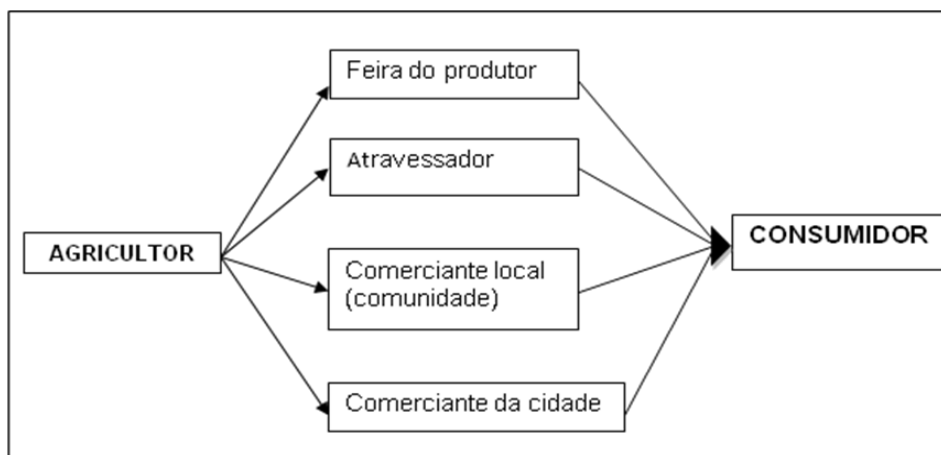 Feira do produtor
Atravessador
AGRICULTOR
CONSUMIDOR
Comerciante local
(comunidade)
Comerciante da cidade